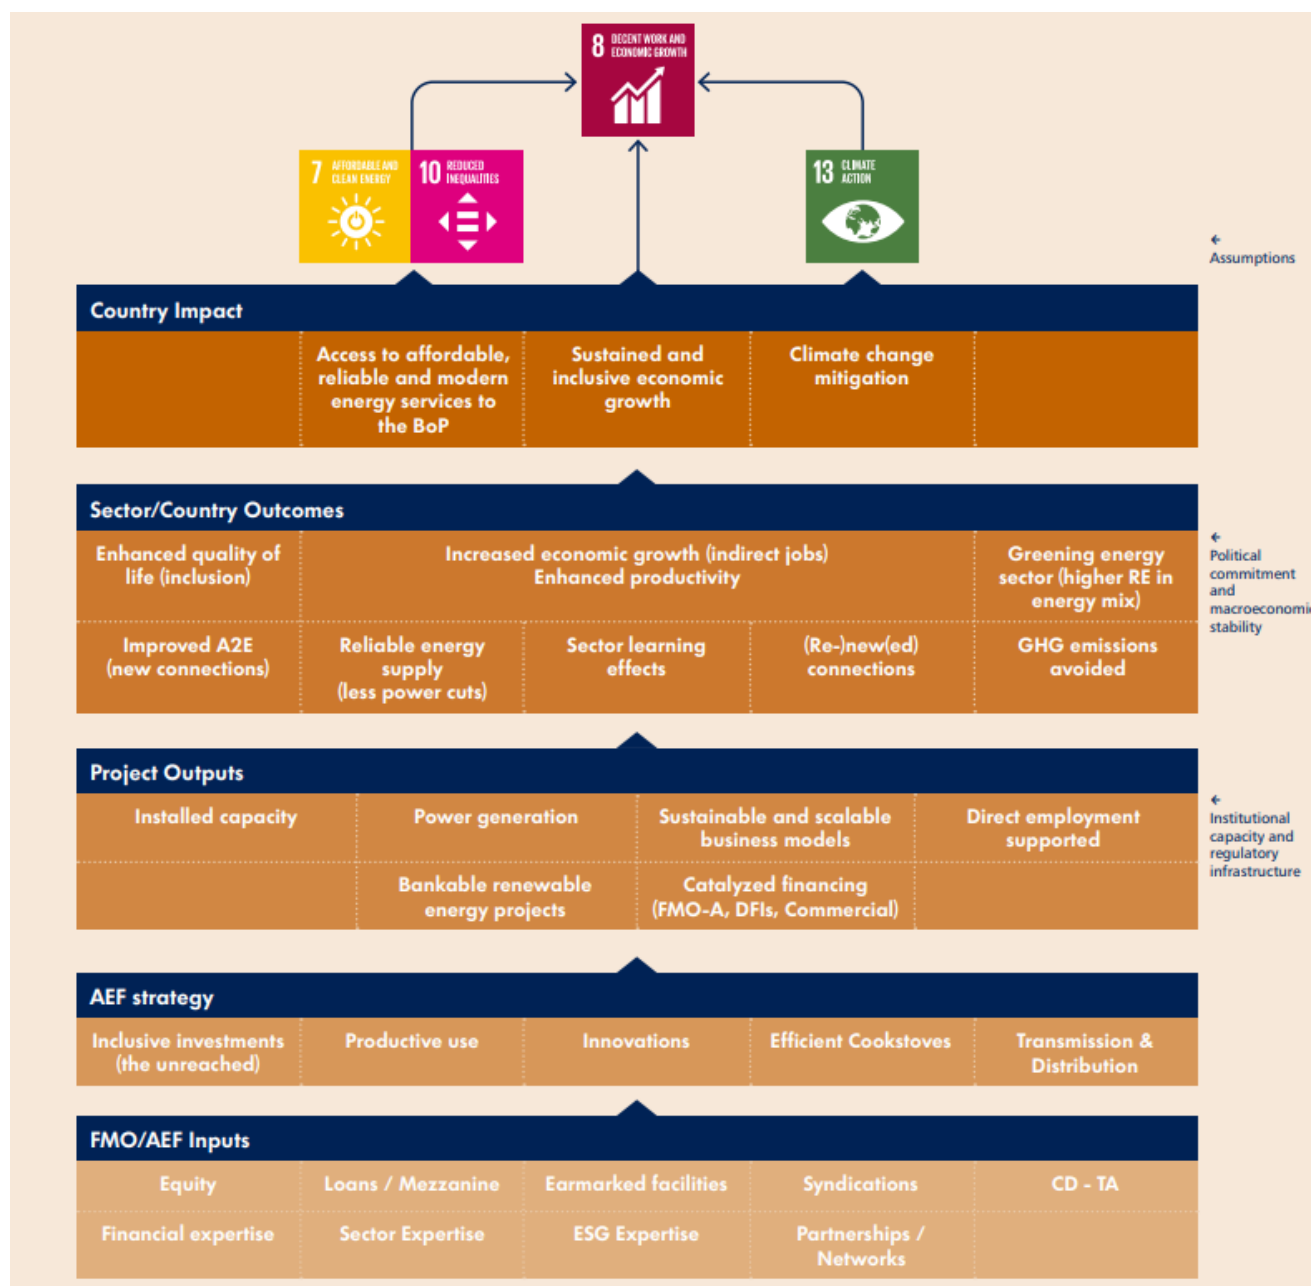 8 DECENT WORK AND
ECONOMIC GROWTH
7 AFFORDABLE AND
CLEAN ENERGY
10 REDUCED
INEQUALITIES
13 CLIMATE
ACTION
←
Assumptions
Country Impact
Access to affordable,
reliable and modern
energy services to
the BoP
Sustained and
inclusive economic
growth
Climate change
mitigation
Sector/Country Outcomes
Enhanced quality of
life (inclusion)
Increased economic growth (indirect jobs)
Enhanced productivity
Greening energy
sector (higher RE in
energy mix)
←
Political
commitment
and
macroeconomic
stability
Improved A2E
(new connections)
Reliable energy
supply
(less power cuts)
Sector learning
effects
(Re-)new(ed)
connections
GHG emissions
avoided
Project Outputs
Installed capacity
Power generation
Sustainable and scalable
business models
Direct employment
supported
←
Institutional
capacity and
regulatory
infrastructure
Bankable renewable
energy projects
Catalyzed financing
(FMO-A, DFIs, Commercial)
AEF strategy
Inclusive investments
(the unreached)
Productive use
Innovations
Efficient Cookstoves
Transmission &
Distribution
FMO/AEF Inputs
Equity
Loans / Mezzanine
Earmarked facilities
Syndications
CD - TA
Financial expertise
Sector Expertise
ESG Expertise
Partnerships /
Networks